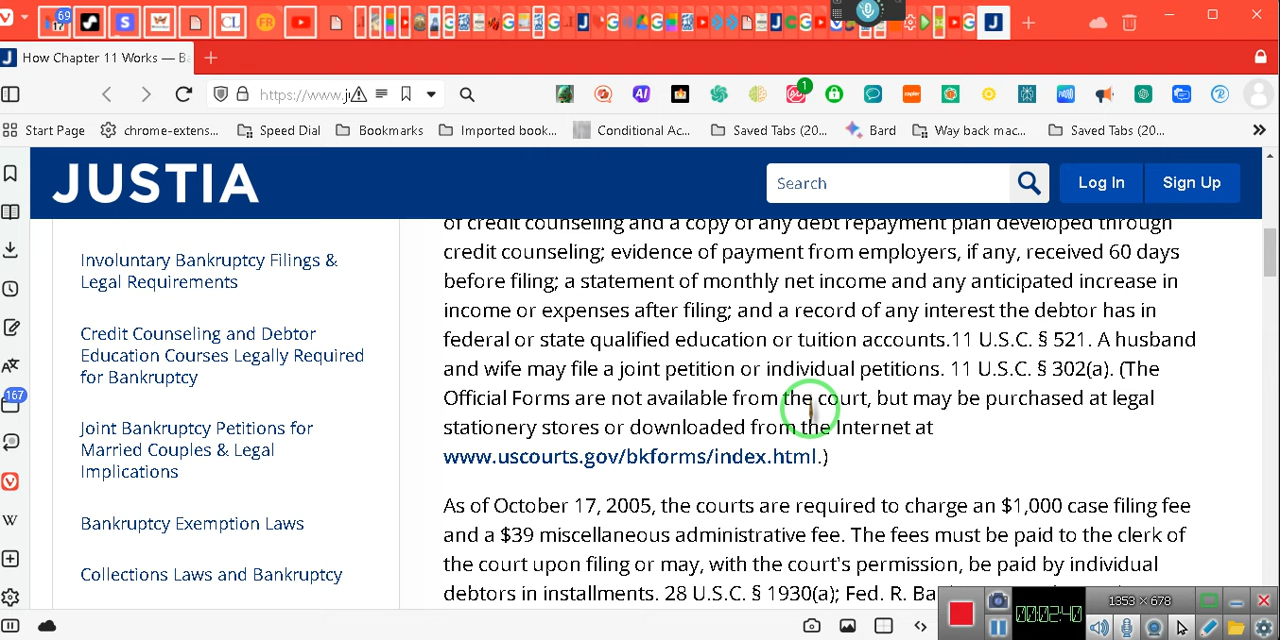 69
17
CL
FR
How Chapter 11 Works — Ba
https://www.ju
AI
1
Start Page
chrome-extens...
Speed Dial
Bookmarks
Imported book...
Conditional Ac...
Saved Tabs (20...
Bard
Way back mac...
Saved Tabs (20...
JUSTIA
Search
Log In
Sign Up
Involuntary Bankruptcy Filings &
Legal Requirements
Credit Counseling and Debtor
Education Courses Legally Required
for Bankruptcy
Joint Bankruptcy Petitions for
Married Couples & Legal
Implications
Bankruptcy Exemption Laws
Collections Laws and Bankruptcy
of credit counseling and a copy of any debt repayment plan developed through
credit counseling; evidence of payment from employers, if any, received 60 days
before filing; a statement of monthly net income and any anticipated increase in
income or expenses after filing; and a record of any interest the debtor has in
federal or state qualified education or tuition accounts.11 U.S.C. § 521. A husband
and wife may file a joint petition or individual petitions. 11 U.S.C. § 302(a). (The
Official Forms are not available from the court, but may be purchased at legal
stationery stores or downloaded from the Internet at
www.uscourts.gov/bkforms/index.html.)
As of October 17, 2005, the courts are required to charge an $1,000 case filing fee
and a $39 miscellaneous administrative fee. The fees must be paid to the clerk of
the court upon filing or may, with the court's permission, be paid by individual
debtors in installments. 28 U.S.C. § 1930(a); Fed. R. Ba
167
00:02:40
1353 × 678